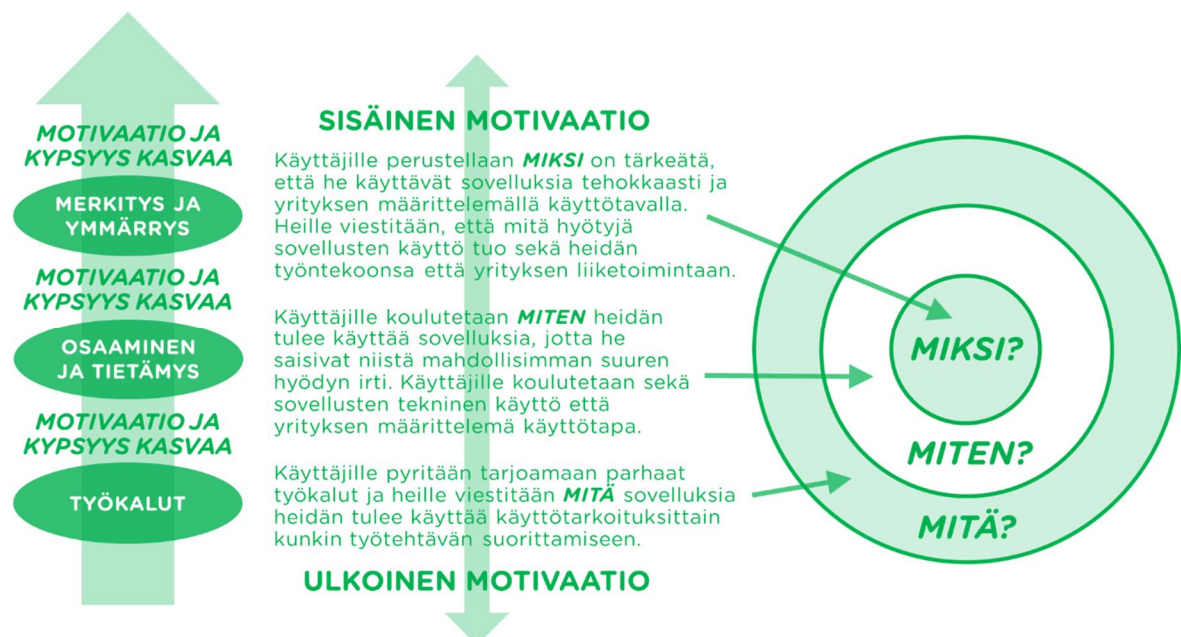 MOTIVAATIO JA
KYPSYYS KASVAA
MERKITYS JA
YMMÄRRYS
MOTIVAATIO JA
KYPSYYS KASVAA
OSAAMINEN
JA TIETÄMYS
MOTIVAATIO JA
KYPSYYS KASVAA
TYÖKALUT
SISÄINEN MOTIVAATIO
Käyttäjille perustellaan MIKSI on tärkeätä,
että he käyttävät sovelluksia tehokkaasti ja
yrityksen määrittelemällä käyttötavalla.
Heille viestitään, että mitä hyötyjä
sovellusten käyttö tuo sekä heidän
työntekoonsa että yrityksen liiketoimintaan.
Käyttäjille koulutetaan MITEN heidän
tulee käyttää sovelluksia, jotta he
saisivat niistä mahdollisimman suuren
hyödyn irti. Käyttäjille koulutetaan sekä
sovellusten tekninen käyttö että
yrityksen määrittelemä käyttötapa.
Käyttäjille pyritään tarjoamaan parhaat
työkalut ja heille viestitään MITÄ sovelluksia
heidän tulee käyttää käyttötarkoituksittain
kunkin työtehtävän suorittamiseen.
ULKOINEN MOTIVAATIO
MIKSI?
MITEN?
MITÄ?